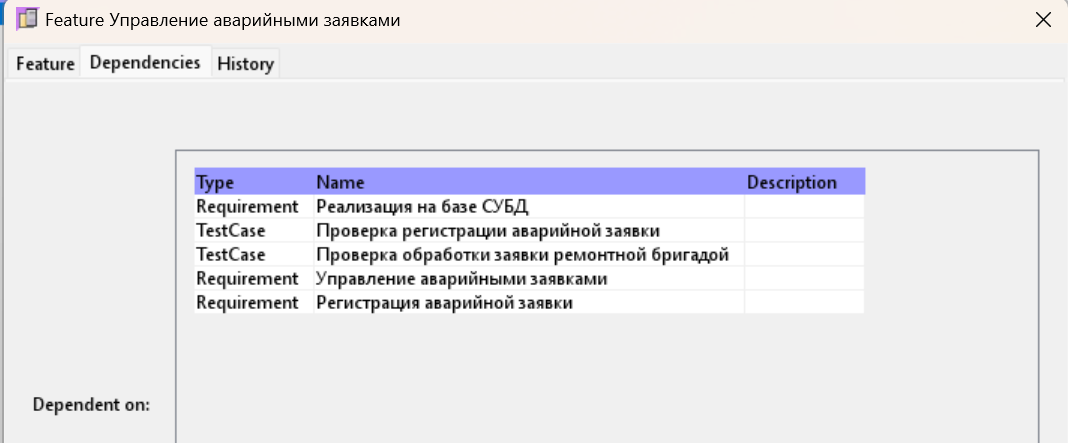 Feature Управление аварийными заявками
Feature Dependencies History
Type Name Description
Requirement Реализация на базе СУБД
TestCase Проверка регистрации аварийной заявки
TestCase Проверка обработки заявки ремонтной бригадой
Requirement Управление аварийными заявками
Requirement Регистрация аварийной заявки
Dependent on: